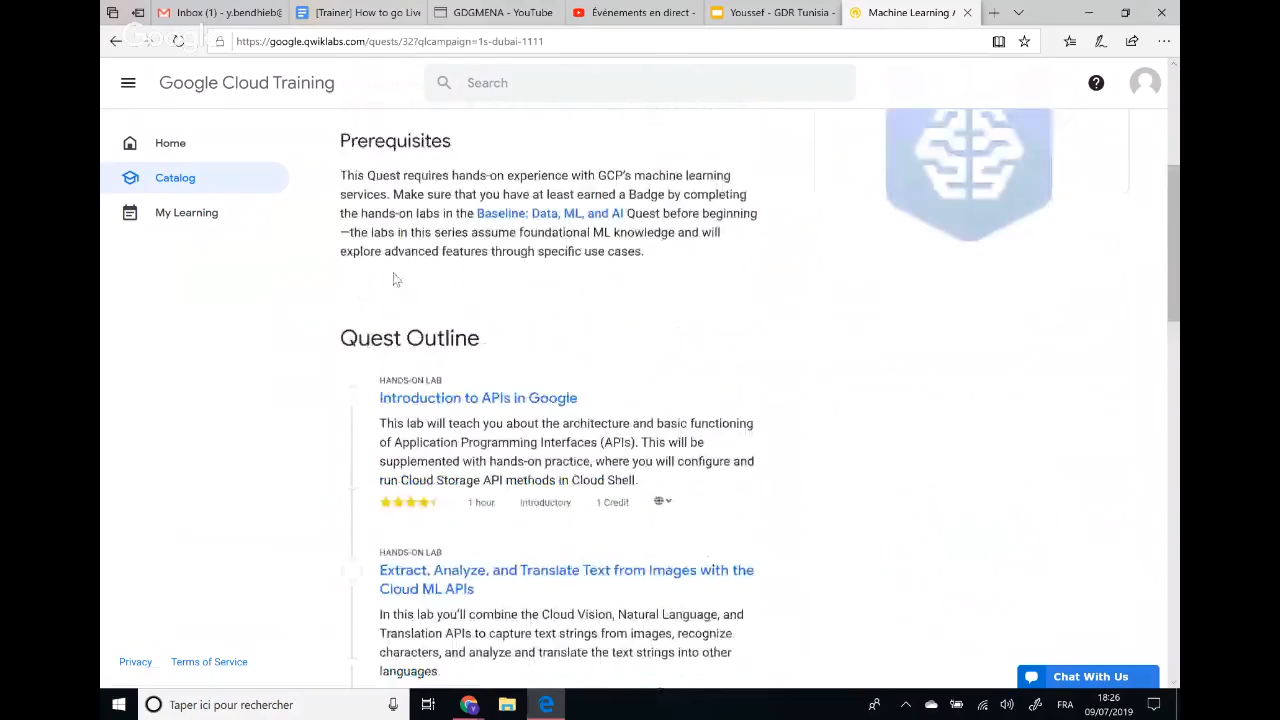 Inbox (1) - y.bendhieb@
[Trainer] How to go Live
GDGMENA - YouTube
Événements en direct -
Youssef - GDR Tunisia -
Machine Learning A
https://google.qwiklabs.com/quests/32?qlcampaign=1s-dubai-1111
Google Cloud Training
Search
Home
Catalog
My Learning
Prerequisites
This Quest requires hands-on experience with GCP's machine learning
services. Make sure that you have at least earned a Badge by completing
the hands-on labs in the Baseline: Data, ML, and AI Quest before beginning
—the labs in this series assume foundational ML knowledge and will
explore advanced features through specific use cases.
Quest Outline
HANDS-ON LAB
Introduction to APIs in Google
This lab will teach you about the architecture and basic functioning
of Application Programming Interfaces (APIs). This will be
supplemented with hands-on practice, where you will configure and
run Cloud Storage API methods in Cloud Shell.
1 hour Introductory 1 Credit
HANDS-ON LAB
Extract, Analyze, and Translate Text from Images with the
Cloud ML APIs
In this lab you'll combine the Cloud Vision, Natural Language, and
Translation APIs to capture text strings from images, recognize
characters, and analyze and translate the text strings into other
languages.
Privacy Terms of Service
Chat With Us
Taper ici pour rechercher
FRA
18:26
09/07/2019